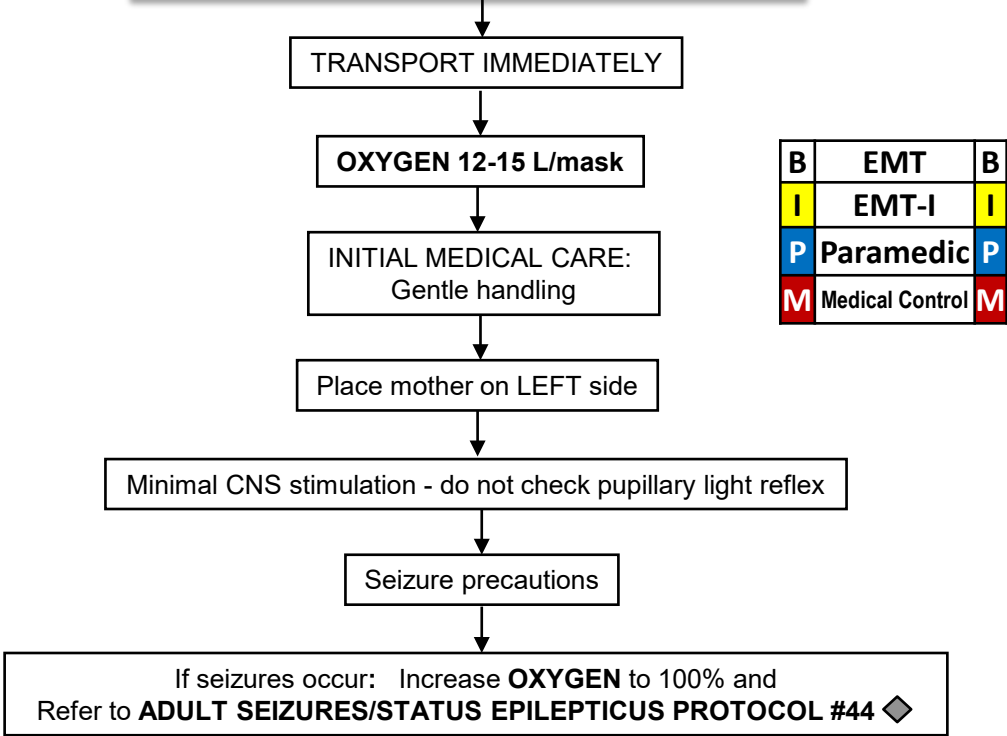 TRANSPORT IMMEDIATELY
OXYGEN 12-15 L/mask
INITIAL MEDICAL CARE:
Gentle handling
Place mother on LEFT side
Minimal CNS stimulation - do not check pupillary light reflex
Seizure precautions
If seizures occur: Increase OXYGEN to 100% and
Refer to ADULT SEIZURES/STATUS EPILEPTICUS PROTOCOL #44
B EMT B
I EMT-I I
P Paramedic P
M Medical Control M